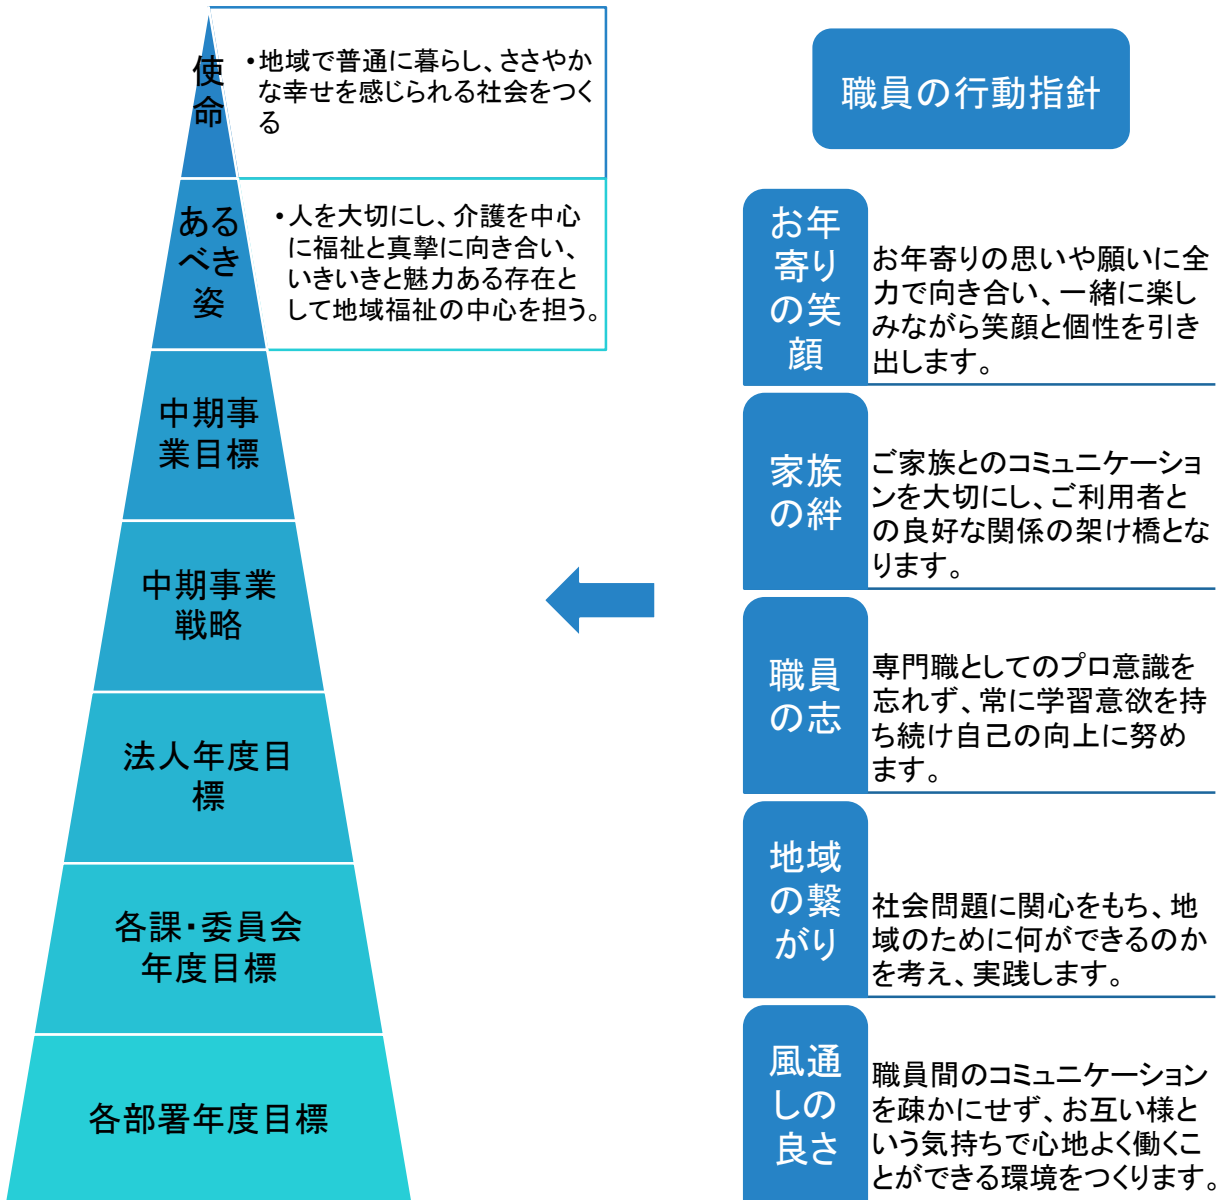 使
命
・地域で普通に暮らし、ささやか
な幸せを感じられる社会をつく
る
あるべき
姿
・人を大切にし、介護を中心
に福祉と真摯に向き合い、
いきいきと魅力ある存在と
して地域福祉の中心を担う。
中期事
業目標
中期事業
戦略
法人年度目
標
各課・委員会
年度目標
各部署年度目標
職員の行動指針
お年
寄り
の笑
顔
お年寄りの思いや願いに全
力で向き合い、一緒に楽し
みながら笑顔と個性を引き
出します。
家族
の絆
ご家族とのコミュニケーショ
ンを大切にし、ご利用者と
の良好な関係の架け橋とな
ります。
職員
の志
専門職としてのプロ意識を
忘れず、常に学習意欲を持
ち続け自己の向上に努め
ます。
地域
の繋
がり
社会問題に関心をもち、地
域のために何ができるのか
を考え、実践します。
風通
しの
良さ
職員間のコミュニケーション
を疎かにせず、お互い様と
いう気持ちで心地よく働くこ
とができる環境をつくります。